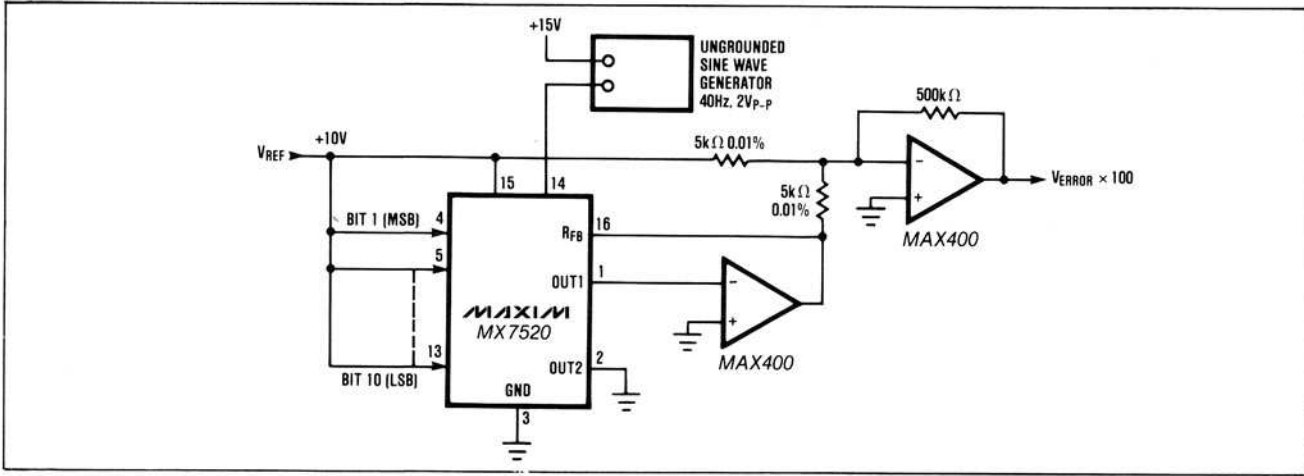 +15V
UNGROUNDED
SINE WAVE
GENERATOR
40Hz, 2VP-P
500kΩ
VREF
+10V
5kΩ 0.01%
15
14
5kΩ
0.01%
VERROR × 100
MAX400
BIT 1 (MSB)
4
RFB
16
5
OUT1
1
MAXIM
MX7520
MAX400
13
BIT 10 (LSB)
OUT2
2
GND
3
-
+
-
+